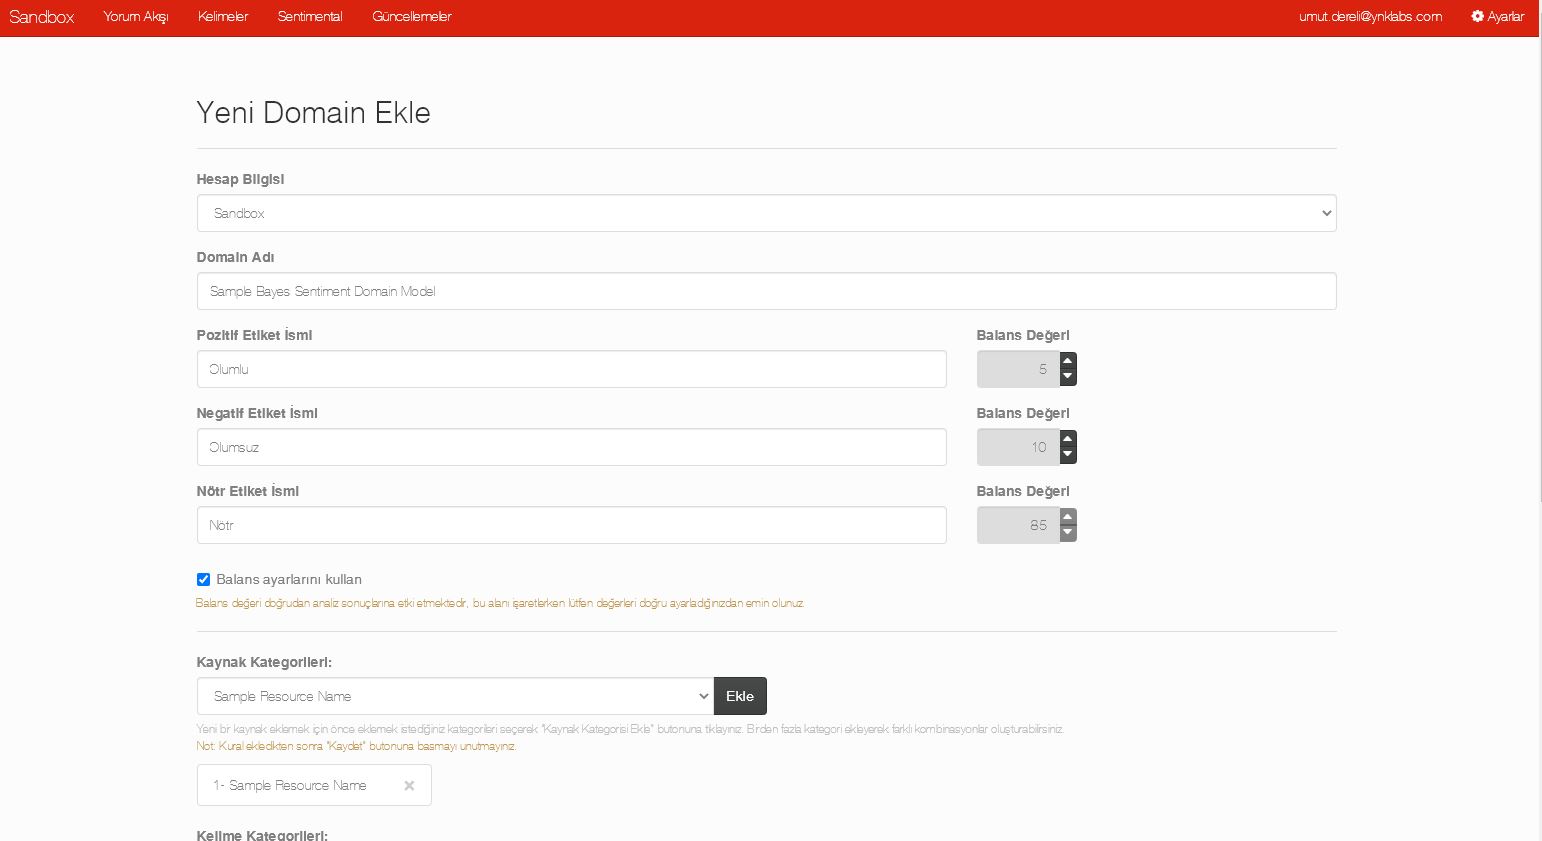 Sandbox Yorum Akışı Kelimeler Sentimental Güncellemeler umut.dereli@ynklabs.com Ayarlar
Yeni Domain Ekle
Hesap Bilgisi
Sandbox
Domain Adı
Sample Bayes Sentiment Domain Model
Pozitif Etiket İsmi Balans Değeri
Olumlu 5
Negatif Etiket İsmi Balans Değeri
Olumsuz 10
Nötr Etiket İsmi Balans Değeri
Nötr 85
Balans ayarlarını kullan
Balans değeri doğrudan analiz sonuçlarına etki etmektedir, bu alanı işaretlerken lütfen değerleri doğru ayarladığınızdan emin olunuz.
Kaynak Kategorileri:
Sample Resource Name Ekle
Yeni bir kaynak eklemek için önce eklemek istediğiniz kategorileri seçerek "Kaynak Kategorisi Ekle" butonuna tıklayınız. Birden fazla kategori ekleyerek farklı kombinasyonlar oluşturabilirsiniz.
Not: Kural ekledikten sonra "Kaydet" butonuna basmayı unutmayınız.
1- Sample Resource Name ×
Kelime Kategorileri: